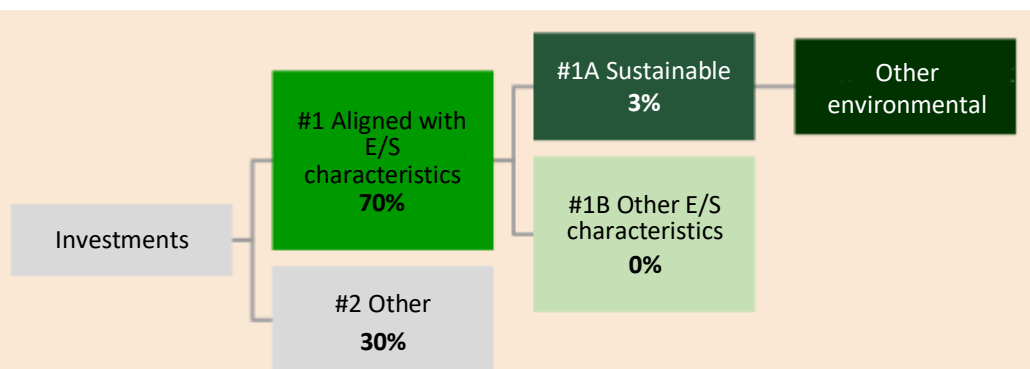 Investments
#1 Aligned with
E/S
characteristics
70%
#2 Other
30%
#1A Sustainable
3%
#1B Other E/S
characteristics
0%
Other
environmental